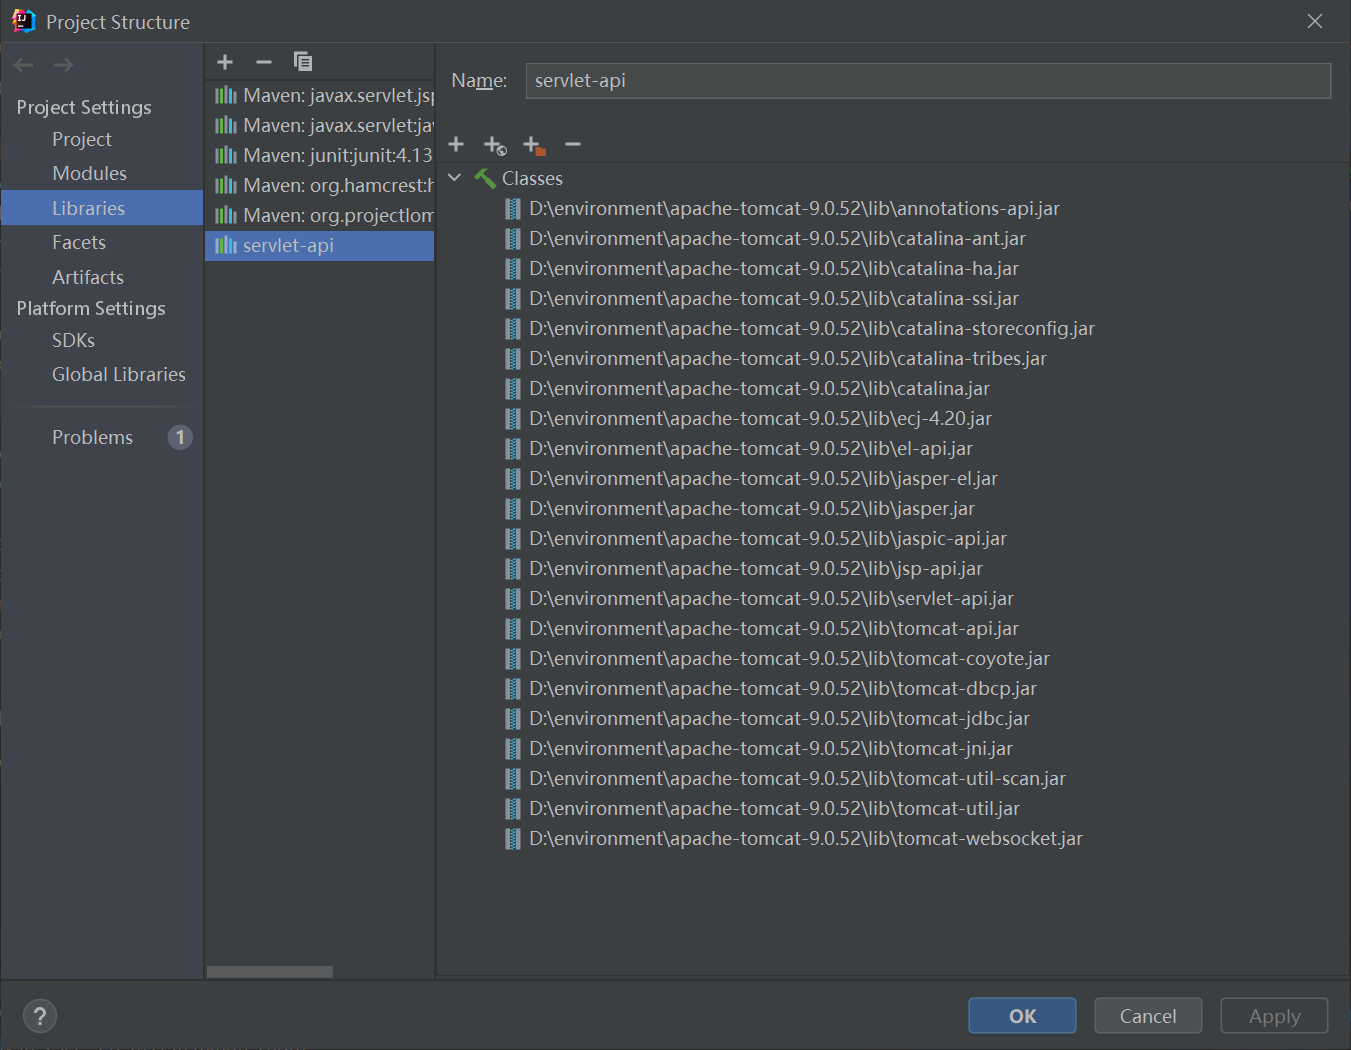 Project Structure
Project Settings
Project
Modules
Libraries
Facets
Artifacts
Platform Settings
SDKs
Global Libraries
Problems 1
Maven: javax.servlet.jsp
Maven: javax.servlet:jav
Maven: junit:junit:4.13
Maven: org.hamcrest:h
Maven: org.projectlom
servlet-api
Name: servlet-api
Classes
D:\environment\apache-tomcat-9.0.52\lib\annotations-api.jar
D:\environment\apache-tomcat-9.0.52\lib\catalina-ant.jar
D:\environment\apache-tomcat-9.0.52\lib\catalina-ha.jar
D:\environment\apache-tomcat-9.0.52\lib\catalina-ssi.jar
D:\environment\apache-tomcat-9.0.52\lib\catalina-storeconfig.jar
D:\environment\apache-tomcat-9.0.52\lib\catalina-tribes.jar
D:\environment\apache-tomcat-9.0.52\lib\catalina.jar
D:\environment\apache-tomcat-9.0.52\lib\ecj-4.20.jar
D:\environment\apache-tomcat-9.0.52\lib\el-api.jar
D:\environment\apache-tomcat-9.0.52\lib\jasper-el.jar
D:\environment\apache-tomcat-9.0.52\lib\jasper.jar
D:\environment\apache-tomcat-9.0.52\lib\jaspic-api.jar
D:\environment\apache-tomcat-9.0.52\lib\jsp-api.jar
D:\environment\apache-tomcat-9.0.52\lib\servlet-api.jar
D:\environment\apache-tomcat-9.0.52\lib\tomcat-api.jar
D:\environment\apache-tomcat-9.0.52\lib\tomcat-coyote.jar
D:\environment\apache-tomcat-9.0.52\lib\tomcat-dbcp.jar
D:\environment\apache-tomcat-9.0.52\lib\tomcat-jdbc.jar
D:\environment\apache-tomcat-9.0.52\lib\tomcat-jni.jar
D:\environment\apache-tomcat-9.0.52\lib\tomcat-util-scan.jar
D:\environment\apache-tomcat-9.0.52\lib\tomcat-util.jar
D:\environment\apache-tomcat-9.0.52\lib\tomcat-websocket.jar
? OK Cancel Apply